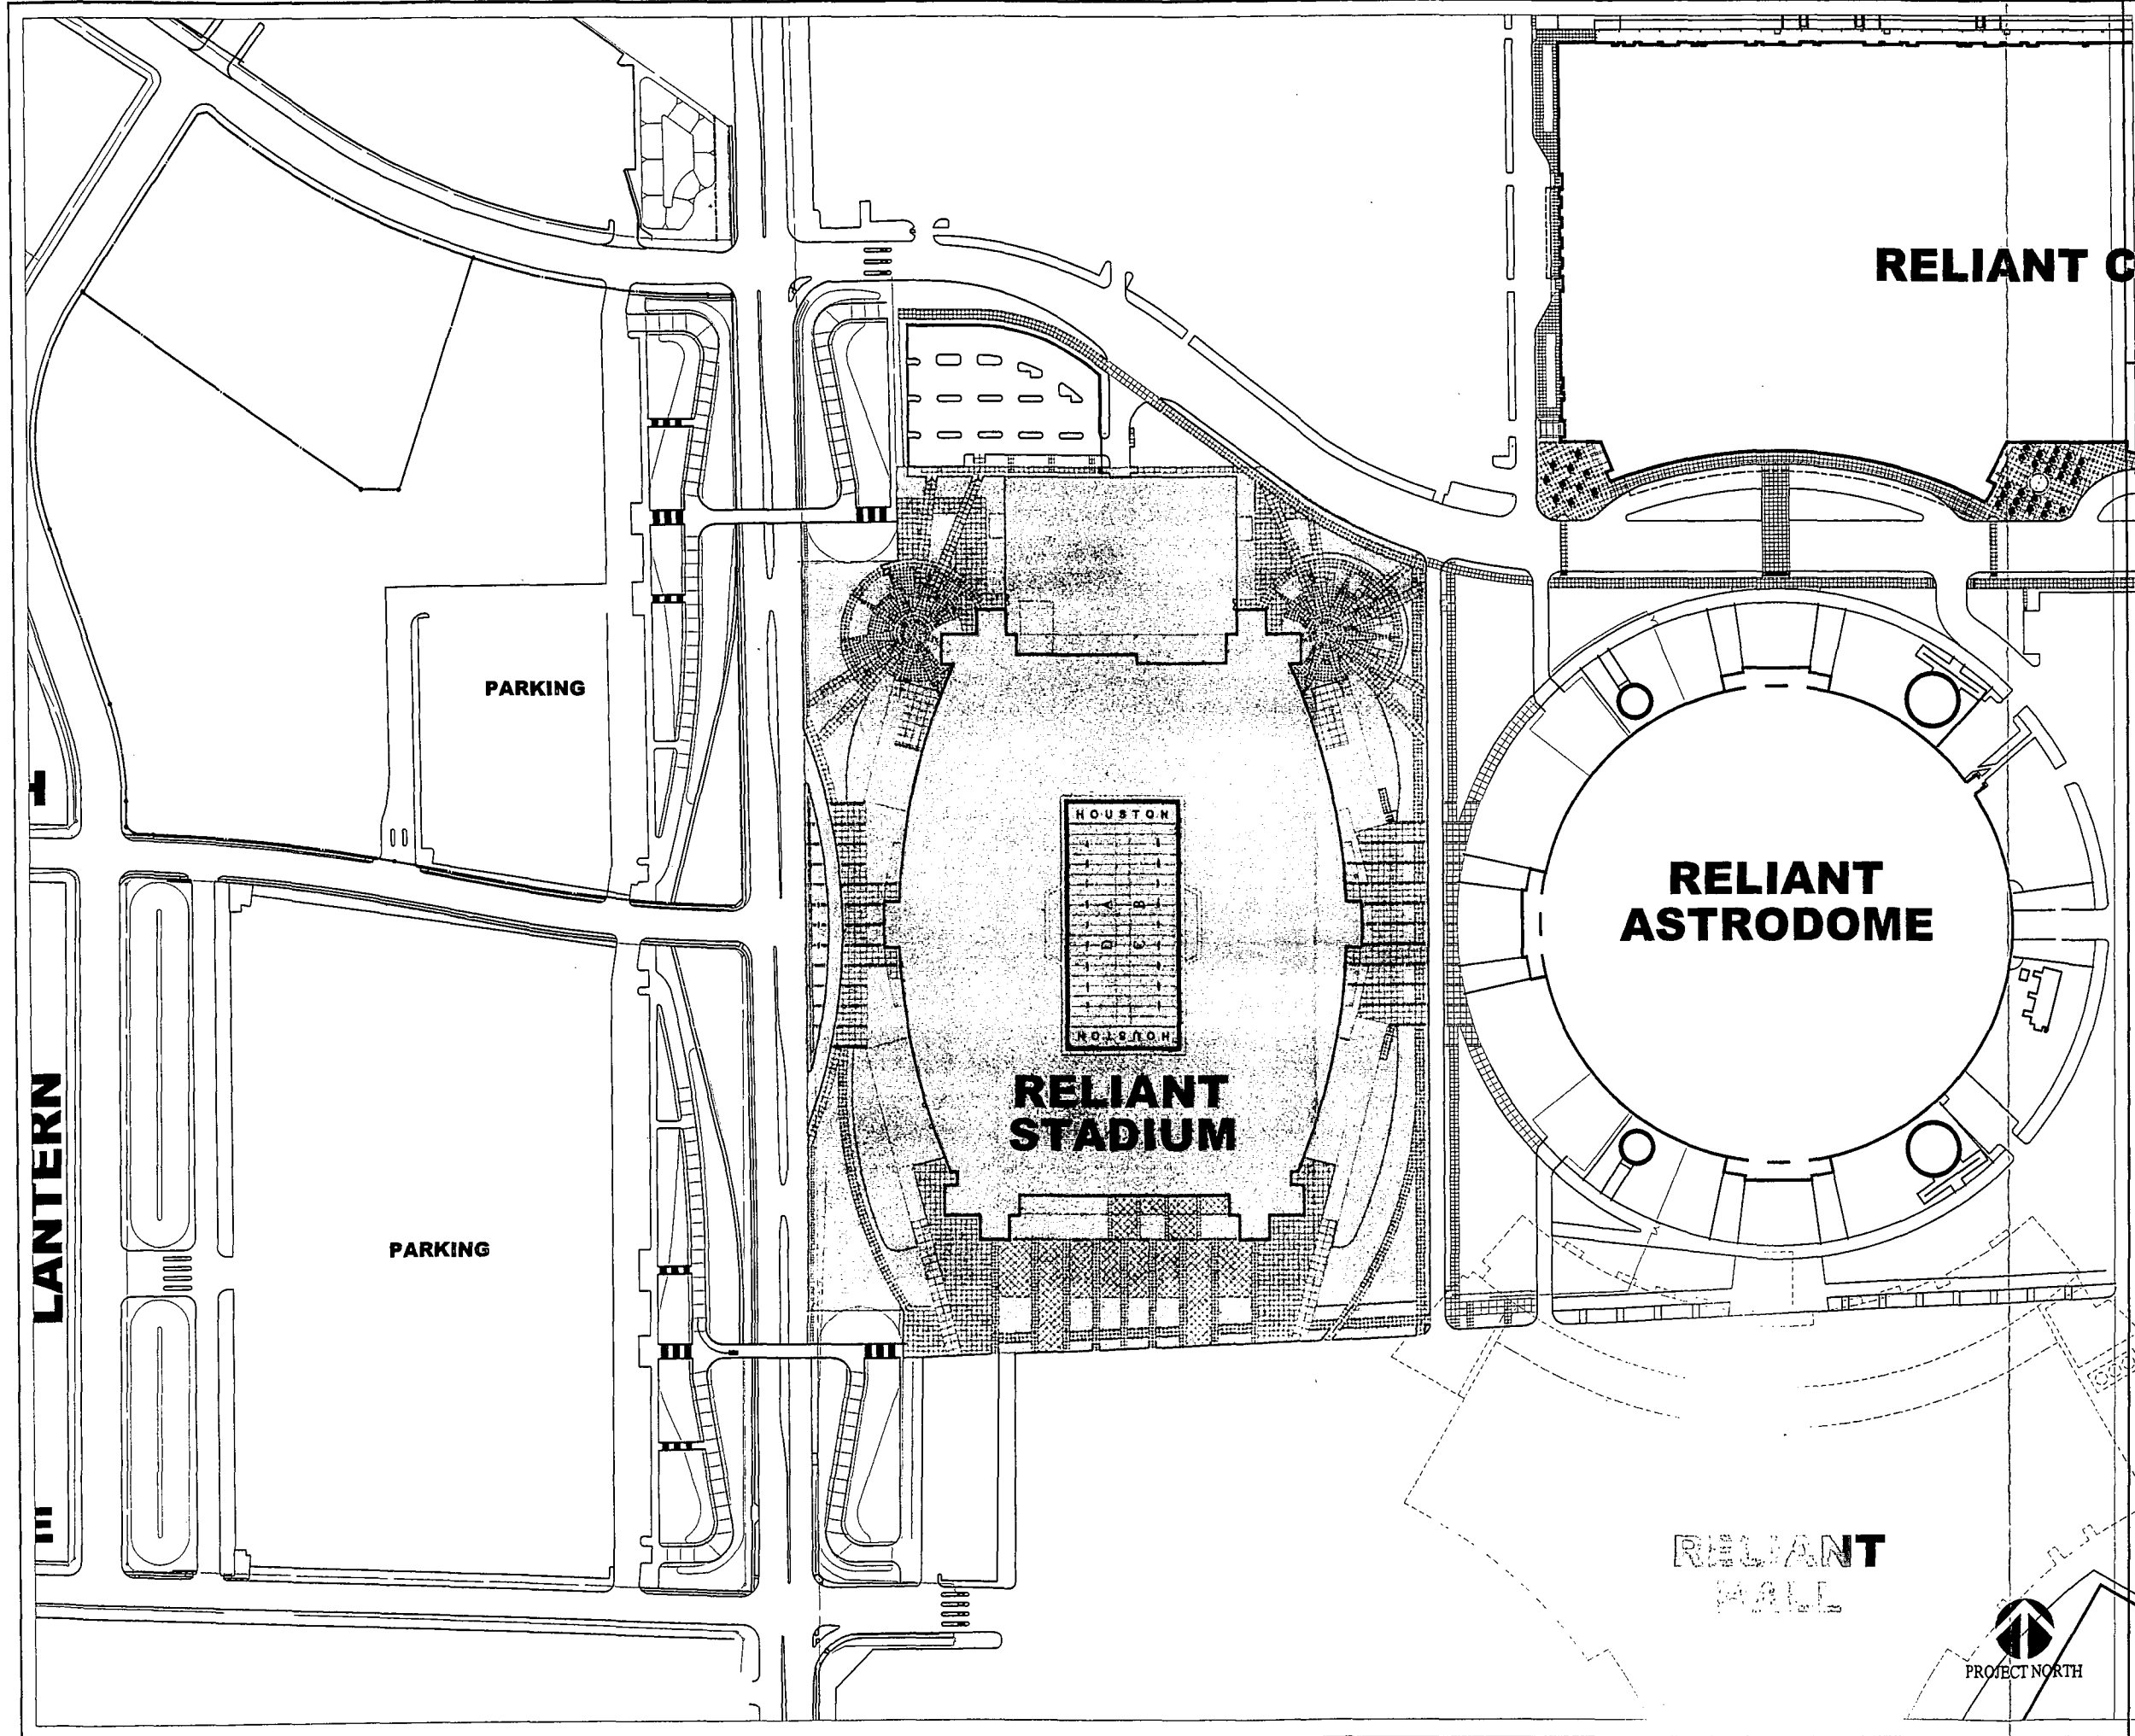 RELIANT C
PARKING
HOUSTON
A B
D C
HOUSTON
RELIANT
ASTRODOME
RELIANT
STADIUM
LANTERN
PARKING
RELIANT
HALL
PROJECT NORTH